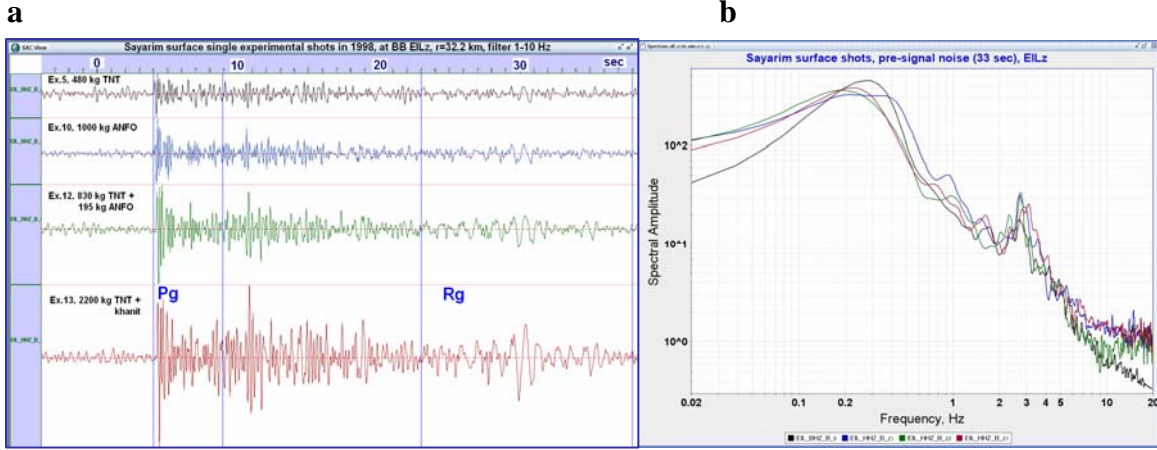 a
b
SAC View
Sayarim surface single experimental shots in 1998, at BB EILz, r=32.2 km, filter 1-10 Hz
0 10 20 30 sec
Ex.5, 480 kg TNT
Ex.10, 1000 kg ANFO
Ex.12, 830 kg TNT +
195 kg ANFO
Ex.13, 2200 kg TNT +
khanit
Pg
Rg
Sayarim surface shots, pre-signal noise (33 sec), EILz
Spectral Amplitude
10^2
10^1
10^0
0.02 0.1 0.2 1 2 3 4 5 10 20
Frequency, Hz